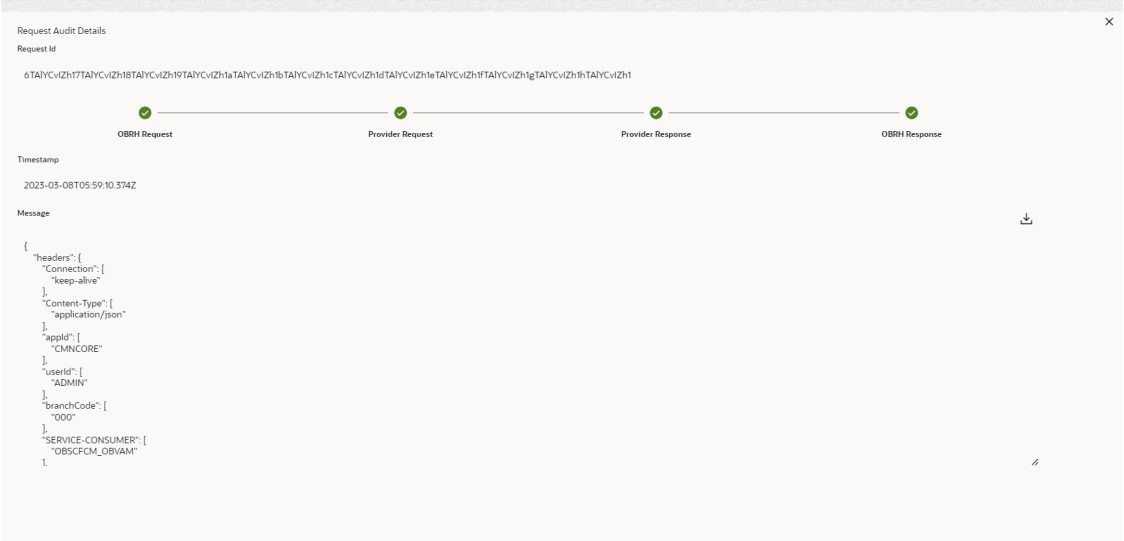 Request Audit Details
Request Id
6TAlYCvIZh17TAlYCvIZh18TAlYCvIZh19TAlYCvIZh1aTAlYCvIZh1bTAlYCvIZh1cTAlYCvIZh1dTAlYCvIZh1eTAlYCvIZh1fTAlYCvIZh1gTAlYCvIZh1hTAlYCvIZh1
OBRH Request Provider Request Provider Response OBRH Response
Timestamp
2023-03-08T05:59:10.374Z
Message
{
"headers": {
"Connection": [
"keep-alive"
],
"Content-Type": [
"application/json"
],
"appId": [
"CMNCORE"
],
"userId": [
"ADMIN"
],
"branchCode": [
"000"
],
"SERVICE-CONSUMER": [
"OBSCFCM_OBVAM"
],